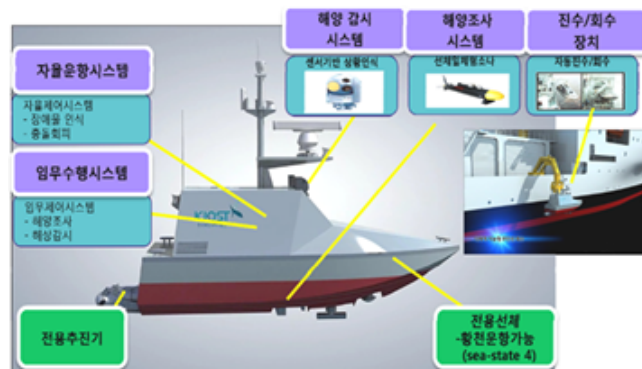 해양 감시
시스템
센서기반 상황인식
해양조사
시스템
선체일체형소나
진수/회수
장치
자동진수/회수
자율운항시스템
자율제어시스템
- 장애물 인식
- 충돌회피
임무수행시스템
임무제어시스템
- 해양조사
- 해상감시
KIOST
전용추진기
전용선체
-황천운항가능
(sea-state 4)